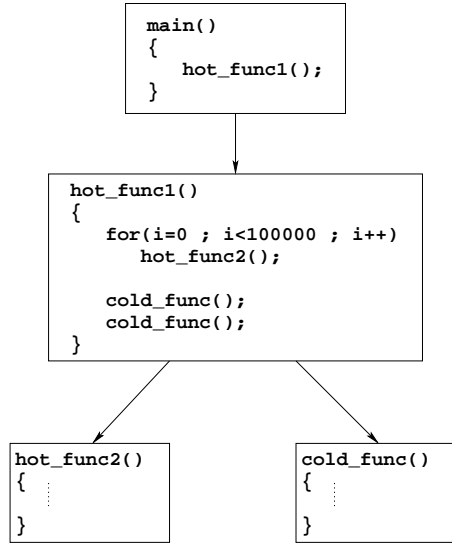 main()
{
hot_func1();
}
hot_func1()
{
for(i=0 ; i<100000 ; i++)
hot_func2();
cold_func();
cold_func();
}
hot_func2()
{
}
cold_func()
{
}